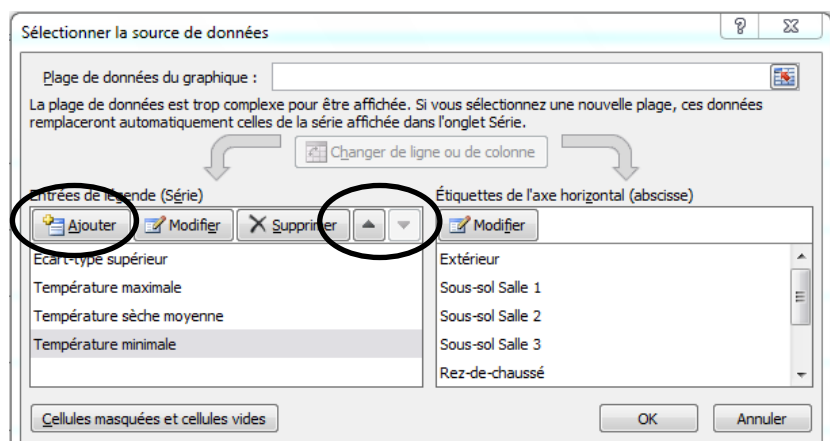 Sélectionner la source de données
Plage de données du graphique :
La plage de données est trop complexe pour être affichée. Si vous sélectionnez une nouvelle plage, ces données
remplaceront automatiquement celles de la série affichée dans l'onglet Série.
Changer de ligne ou de colonne
Entrées de légende (Série)
Étiquettes de l'axe horizontal (abscisse)
Ajouter Modifier Supprimer
Modifier
Ecart-type supérieur
Température maximale
Température sèche moyenne
Température minimale
Extérieur
Sous-sol Salle 1
Sous-sol Salle 2
Sous-sol Salle 3
Rez-de-chaussé
Cellules masquées et cellules vides
OK Annuler